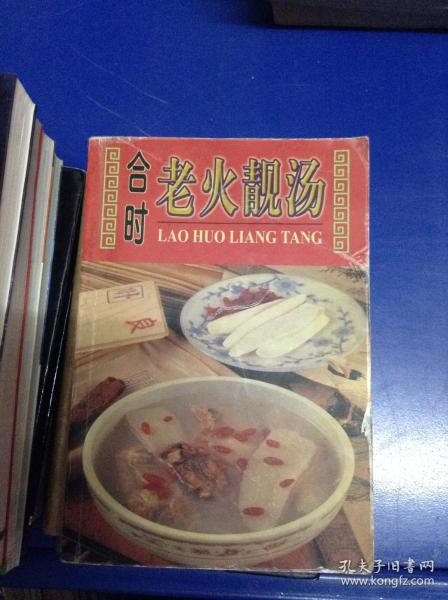 合时
老火靓汤
LAO HUO LIANG TANG
良
孔夫子旧书网
www.kongfz.com